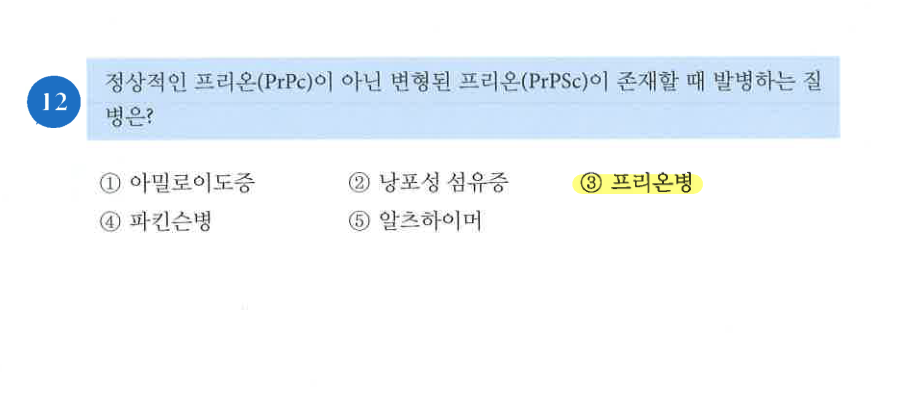 12
정상적인 프리온(PrPc)이 아닌 변형된 프리온(PrPSc)이 존재할 때 발병하는 질
병은?
① 아밀로이도증 ② 낭포성 섬유증 ③ 프리온병
④ 파킨슨병 ⑤ 알츠하이머